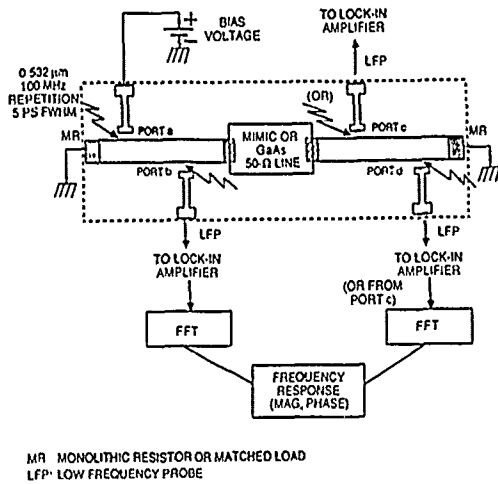 BIAS
VOLTAGE
TO LOCK-IN
AMPLIFIER
LFP
0.532 µm
100 MHz
REPETITION
5 PS FWHM
(OR)
MR
PORT a
PORT c
MR
MIMIC OR
GaAs
50-Ω LINE
PORT b
PORT d
LFP
LFP
TO LOCK-IN
AMPLIFIER
TO LOCK-IN
AMPLIFIER
(OR FROM
PORT c)
FFT
FFT
FREQUENCY
RESPONSE
(MAG, PHASE)
MR MONOLITHIC RESISTOR OR MATCHED LOAD
LFP· LOW FREQUENCY PROBE